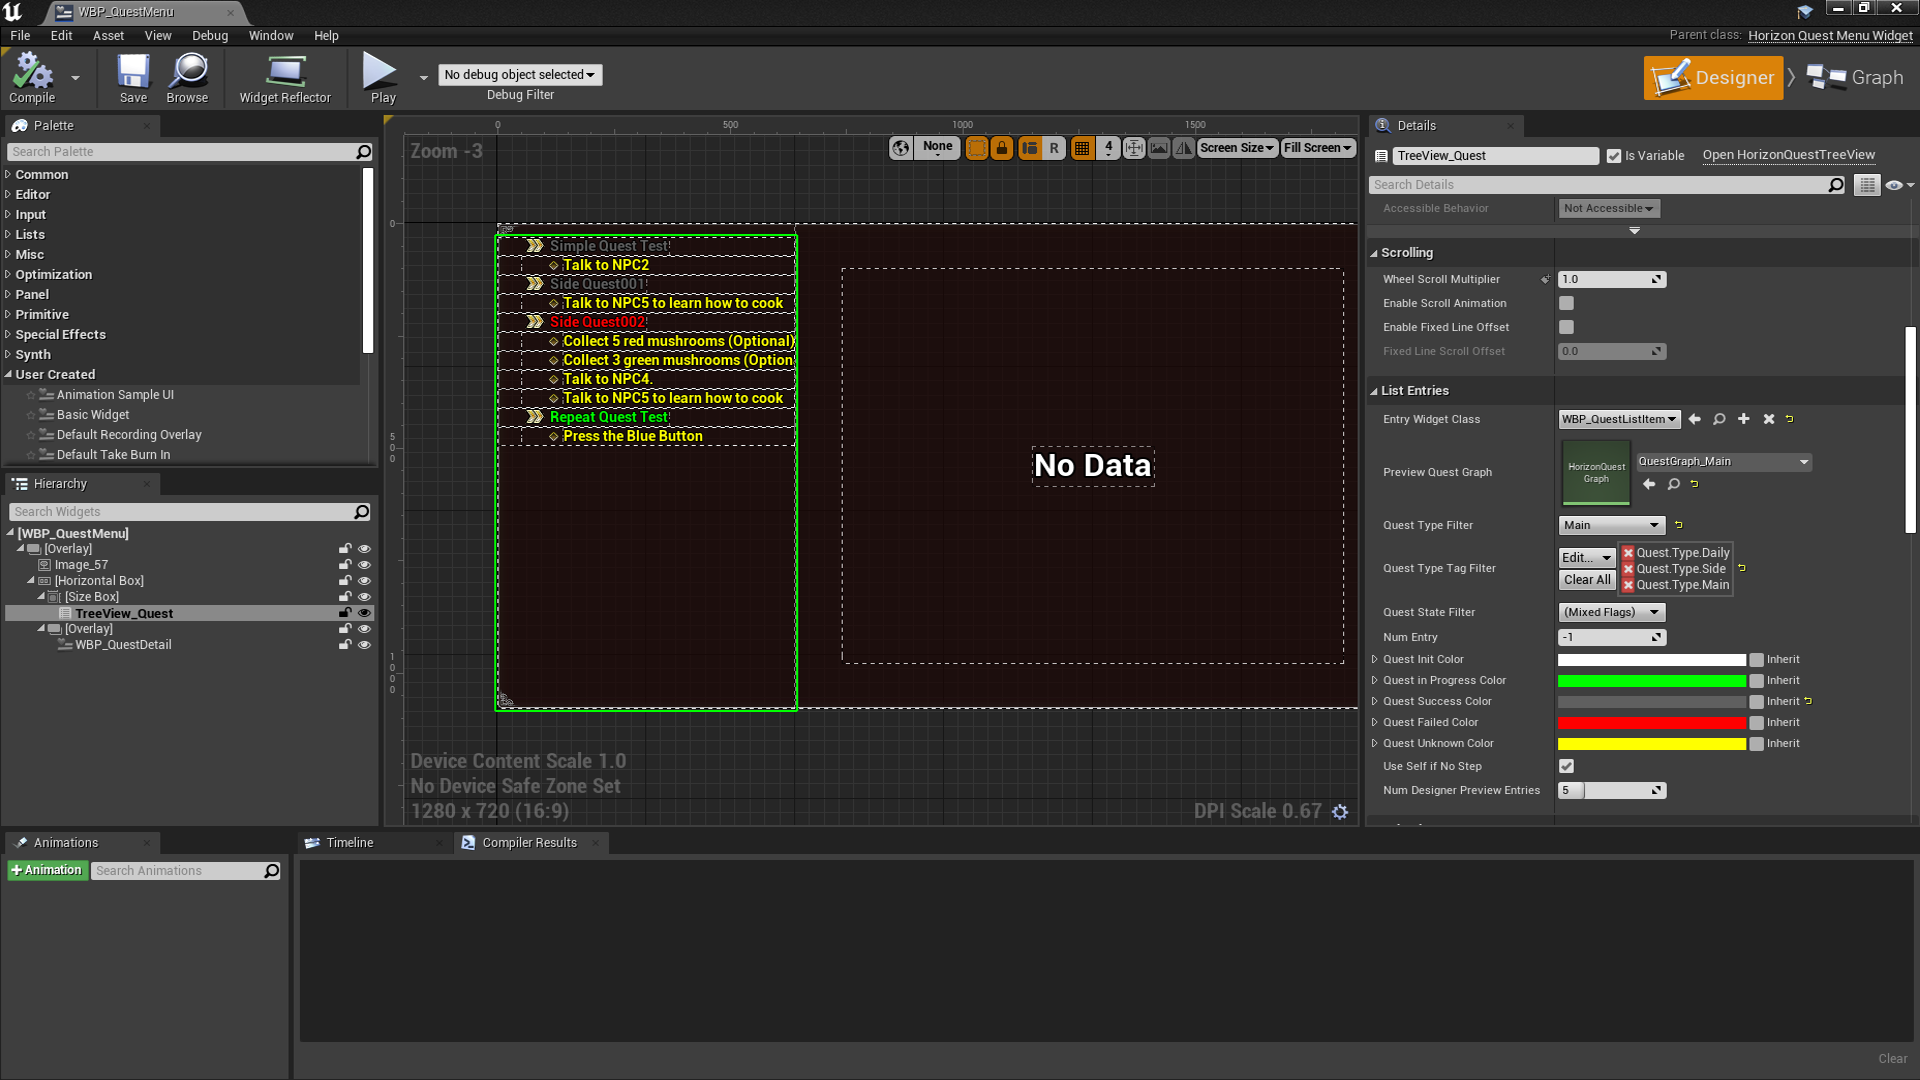 WBP_QuestMenu
File Edit Asset View Debug Window Help
Parent class: Horizon Quest Menu Widget
Compile
Save
Browse
Widget Reflector
Play
No debug object selected
Debug Filter
Designer
Graph
Palette
Search Palette
Common
Editor
Input
Lists
Misc
Optimization
Panel
Primitive
Special Effects
Synth
User Created
Animation Sample UI
Basic Widget
Default Recording Overlay
Default Take Burn In
Hierarchy
Search Widgets
[WBP_QuestMenu]
[Overlay]
Image_57
[Horizontal Box]
[Size Box]
TreeView_Quest
[Overlay]
WBP_QuestDetail
0 500 1000 1500
Zoom -3
None
R
4
Screen Size
Fill Screen
0
500
1000
Simple Quest Test
Talk to NPC2
Side Quest001
Talk to NPC5 to learn how to cook
Side Quest002
Collect 5 red mushrooms (Optional)
Collect 3 green mushrooms (Option
Talk to NPC4.
Talk to NPC5 to learn how to cook
Repeat Quest Test
Press the Blue Button
No Data
Device Content Scale 1.0
No Device Safe Zone Set
1280 x 720 (16:9)
DPI Scale 0.67
Details
TreeView_Quest
Is Variable
Open HorizonQuestTreeView
Search Details
Accessible Behavior Not Accessible
Scrolling
Wheel Scroll Multiplier 1.0
Enable Scroll Animation
Enable Fixed Line Offset
Fixed Line Scroll Offset 0.0
List Entries
Entry Widget Class WBP_QuestListItem
Preview Quest Graph
HorizonQuest
Graph
QuestGraph_Main
Quest Type Filter Main
Quest Type Tag Filter
Edit...
Clear All
Quest.Type.Daily
Quest.Type.Side
Quest.Type.Main
Quest State Filter (Mixed Flags)
Num Entry -1
Quest Init Color Inherit
Quest in Progress Color Inherit
Quest Success Color Inherit
Quest Failed Color Inherit
Quest Unknown Color Inherit
Use Self if No Step
Num Designer Preview Entries 5
Animations
+ Animation
Search Animations
Timeline
Compiler Results
Clear